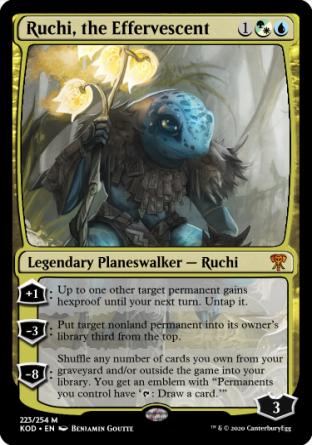 Ruchi, the Effervescent 1
Legendary Planeswalker — Ruchi
+1: Up to one other target permanent gains
hexproof until your next turn. Untap it.
-3: Put target nonland permanent into its owner's
library third from the top.
Shuffle any number of cards you own from your
graveyard and/or outside the game into your
-8: library. You get an emblem with “Permanents
you control have ‘: Draw a card.’”
3
223/254 M
KOD • EN Benjamin Goutte
™ & © 2020 CanterburyEgg